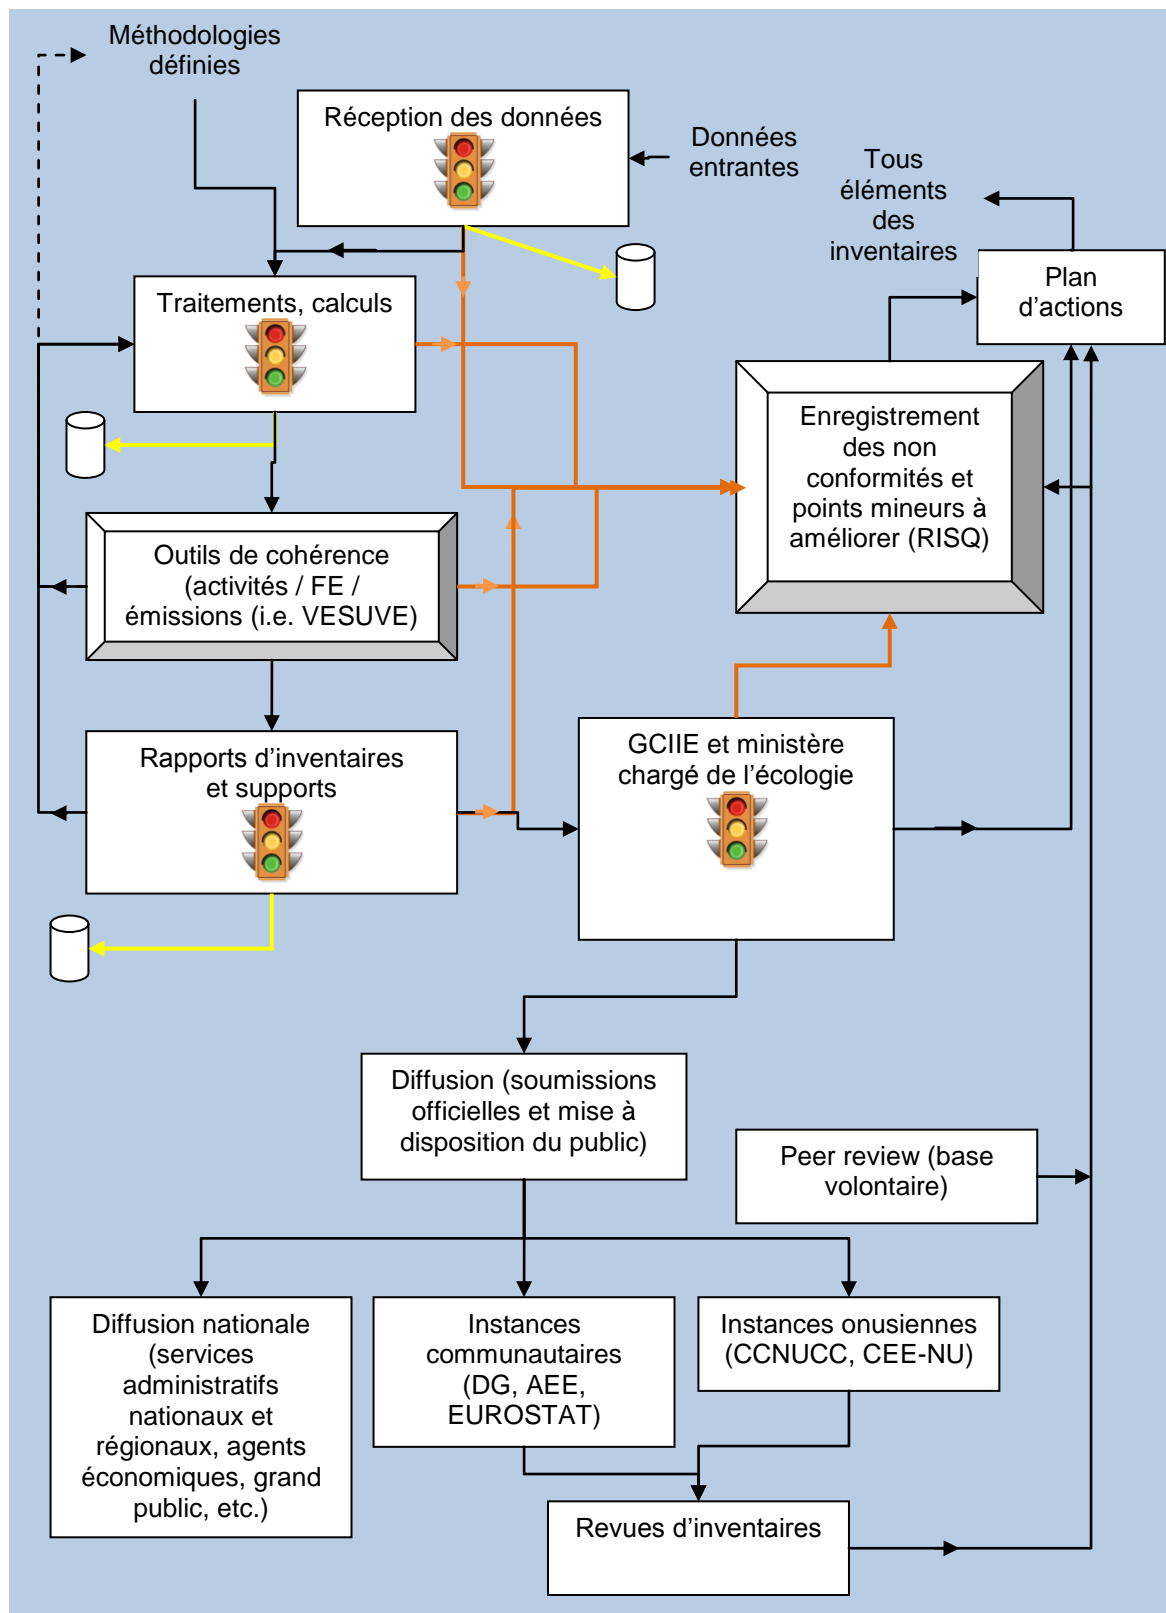 Méthodologies
définies
Réception des données
Données
entrantes
Tous
éléments
des
inventaires
Plan
d’actions
Traitements, calculs
Enregistrement
des non
conformités et
points mineurs à
améliorer (RISQ)
Outils de cohérence
(activités / FE /
émissions (i.e. VESUVE)
Rapports d’inventaires
et supports
GCIIE et ministère
chargé de l’écologie
Diffusion (soumissions
officielles et mise à
disposition du public)
Peer review (base
volontaire)
Diffusion nationale
(services
administratifs
nationaux et
régionaux, agents
économiques, grand
public, etc.)
Instances
communautaires
(DG, AEE,
EUROSTAT)
Instances onusiennes
(CCNUCC, CEE-NU)
Revues d’inventaires